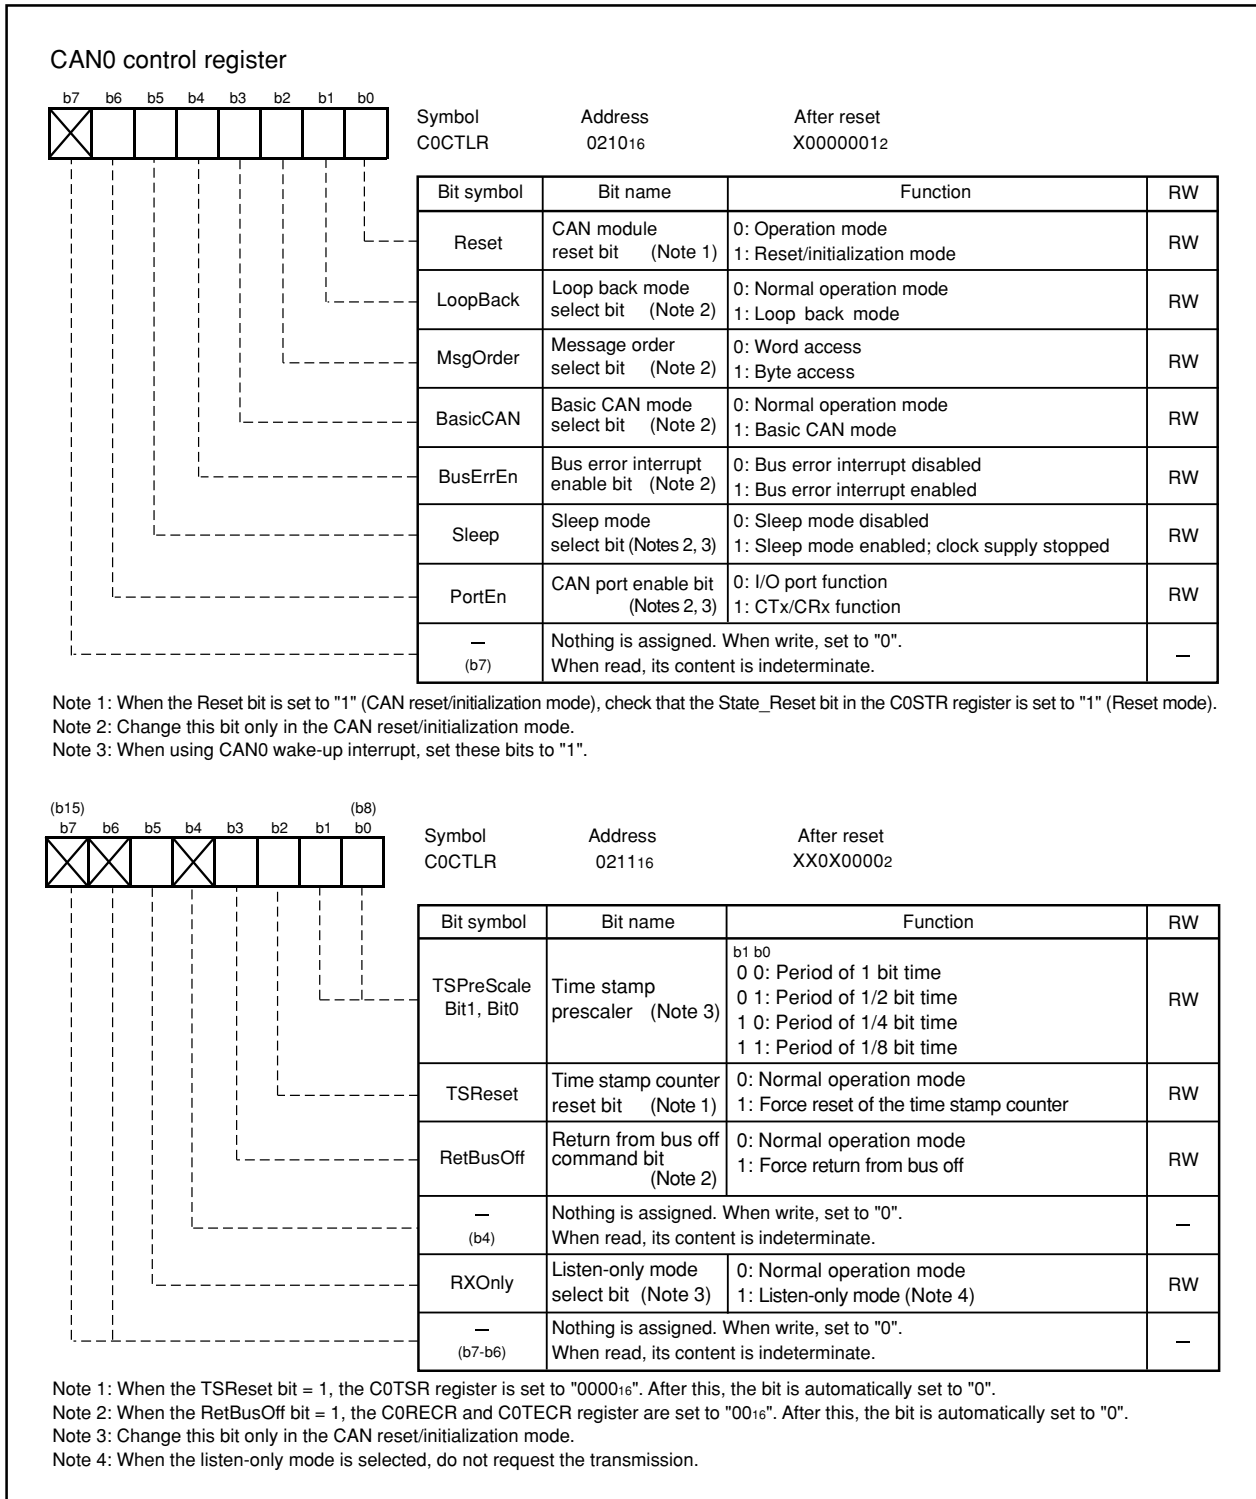 CAN0 control register
b7 b6 b5 b4 b3 b2 b1 b0
Symbol Address After reset
C0CTLR 021016 X00000012
Bit symbol Bit name Function RW
Reset CAN module reset bit (Note 1) 0: Operation mode RW
1: Reset/initialization mode
LoopBack Loop back mode select bit (Note 2) 0: Normal operation mode RW
1: Loop back mode
MsgOrder Message order select bit (Note 2) 0: Word access RW
1: Byte access
BasicCAN Basic CAN mode select bit (Note 2) 0: Normal operation mode RW
1: Basic CAN mode
BusErrEn Bus error interrupt enable bit (Note 2) 0: Bus error interrupt disabled RW
1: Bus error interrupt enabled
Sleep Sleep mode select bit (Notes 2, 3) 0: Sleep mode disabled RW
1: Sleep mode enabled; clock supply stopped
PortEn CAN port enable bit (Notes 2, 3) 0: I/O port function RW
1: CTx/CRx function
– (b7) Nothing is assigned. When write, set to "0". –
When read, its content is indeterminate.
Note 1: When the Reset bit is set to "1" (CAN reset/initialization mode), check that the State_Reset bit in the C0STR register is set to "1" (Reset mode).
Note 2: Change this bit only in the CAN reset/initialization mode.
Note 3: When using CAN0 wake-up interrupt, set these bits to "1".
(b15) (b8)
b7 b6 b5 b4 b3 b2 b1 b0
Symbol Address After reset
C0CTLR 021116 XX0X00002
Bit symbol Bit name Function RW
TSPreScale Bit1, Bit0 Time stamp prescaler (Note 3) b1 b0 RW
0 0: Period of 1 bit time
0 1: Period of 1/2 bit time
1 0: Period of 1/4 bit time
1 1: Period of 1/8 bit time
TSReset Time stamp counter reset bit (Note 1) 0: Normal operation mode RW
1: Force reset of the time stamp counter
RetBusOff Return from bus off command bit (Note 2) 0: Normal operation mode RW
1: Force return from bus off
– (b4) Nothing is assigned. When write, set to "0". –
When read, its content is indeterminate.
RXOnly Listen-only mode select bit (Note 3) 0: Normal operation mode RW
1: Listen-only mode (Note 4)
– (b7-b6) Nothing is assigned. When write, set to "0". –
When read, its content is indeterminate.
Note 1: When the TSReset bit = 1, the C0TSR register is set to "000016". After this, the bit is automatically set to "0".
Note 2: When the RetBusOff bit = 1, the C0RECR and C0TECR register are set to "0016". After this, the bit is automatically set to "0".
Note 3: Change this bit only in the CAN reset/initialization mode.
Note 4: When the listen-only mode is selected, do not request the transmission.